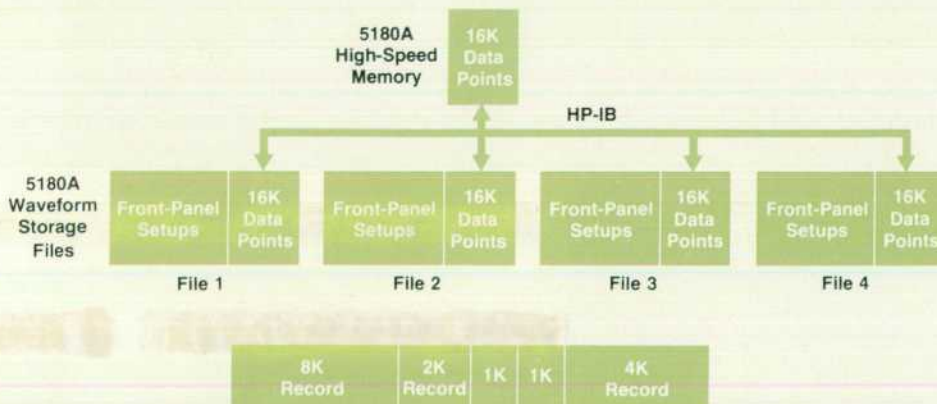 5180A
High-Speed
Memory
16K
Data
Points
HP-IB
5180A
Waveform
Storage
Files
Front-Panel
Setups
16K
Data
Points
Front-Panel
Setups
16K
Data
Points
Front-Panel
Setups
16K
Data
Points
Front-Panel
Setups
16K
Data
Points
File 1
File 2
File 3
File 4
8K
Record
2K
Record
1K
1K
4K
Record